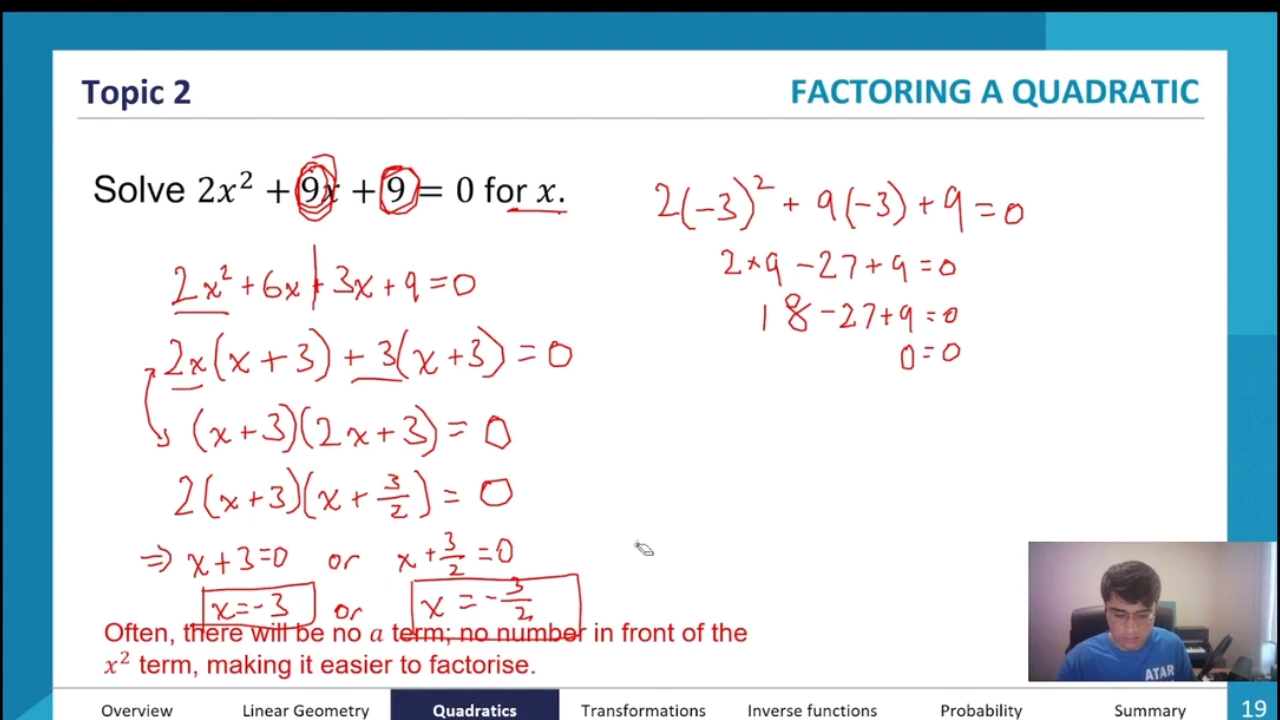 Topic 2
FACTORING A QUADRATIC
Solve 2x² + 9x + 9 = 0 for x.
2x² + 6x + 3x + 9 = 0
2x(x + 3) + 3(x + 3) = 0
(x + 3)(2x + 3) = 0
2(x + 3)(x + 3/2) = 0
⇒ x + 3 = 0 or x + 3/2 = 0
x = -3 or x = -3/2
2(-3)² + 9(-3) + 9 = 0
2 × 9 - 27 + 9 = 0
18 - 27 + 9 = 0
0 = 0
Often, there will be no a term; no number in front of the
x² term, making it easier to factorise.
ATAR
Overview Linear Geometry Quadratics Transformations Inverse functions Probability Summary 19